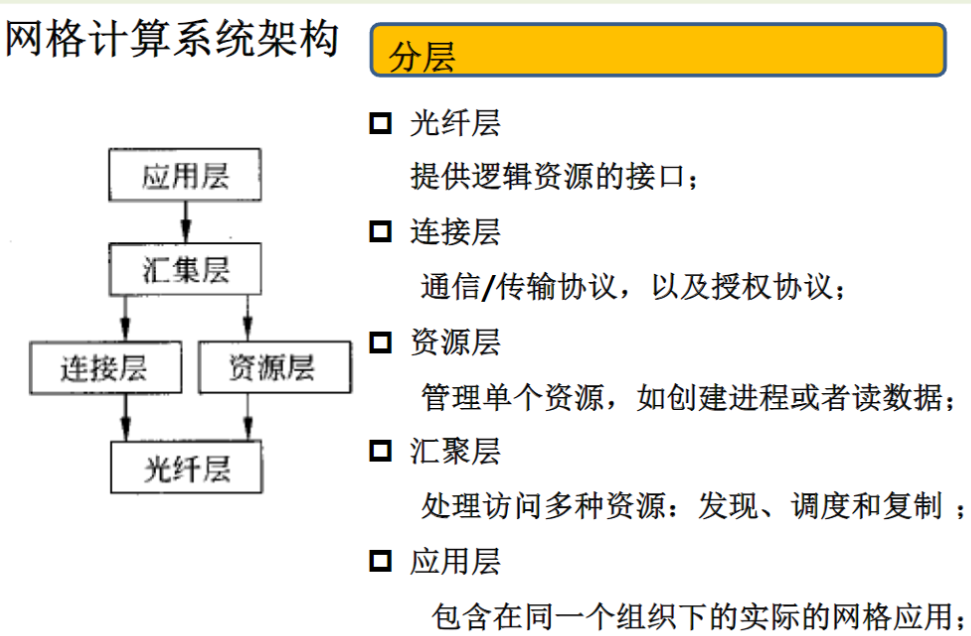 网格计算系统架构
分层
应用层
汇集层
连接层 资源层
光纤层
光纤层
提供逻辑资源的接口；
连接层
通信/传输协议，以及授权协议；
资源层
管理单个资源，如创建进程或者读数据；
汇聚层
处理访问多种资源：发现、调度和复制 ；
应用层
包含在同一个组织下的实际的网格应用；